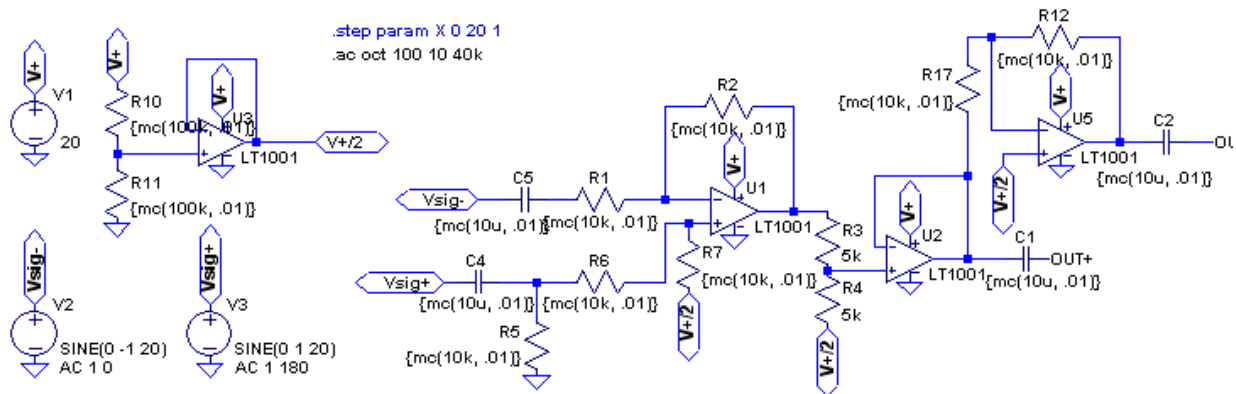 .step param X 0 20 1
.ac oct 100 10 40k
V+
V1
20
V+
R10
{mc(100k, .01)}
V+
U3
LT1001
V+/2
R11
{mc(100k, .01)}
Vsig-
V2
SINE(0 -1 20)
AC 1 0
Vsig+
V3
SINE(0 1 20)
AC 1 180
Vsig-
C5
{mc(10u, .01)}
R1
{mc(10k, .01)}
R2
{mc(10k, .01)}
V+
U1
LT1001
Vsig+
C4
{mc(10u, .01)}
R6
{mc(10k, .01)}
R5
{mc(10k, .01)}
R7
{mc(10k, .01)}
V+/2
R3
5k
R4
5k
V+/2
V+
U2
LT1001
C1
{mc(10u, .01)}
OUT+
R17
{mc(10k, .01)}
R12
{mc(10k, .01)}
V+
U5
LT1001
V+/2
C2
{mc(10u, .01)}